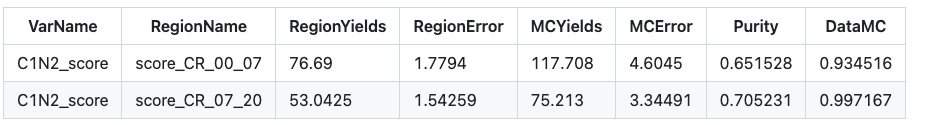 VarName RegionName RegionYields RegionError MCYields MCError Purity DataMC
C1N2_score score_CR_00_07 76.69 1.7794 117.708 4.6045 0.651528 0.934516
C1N2_score score_CR_07_20 53.0425 1.54259 75.213 3.34491 0.705231 0.997167